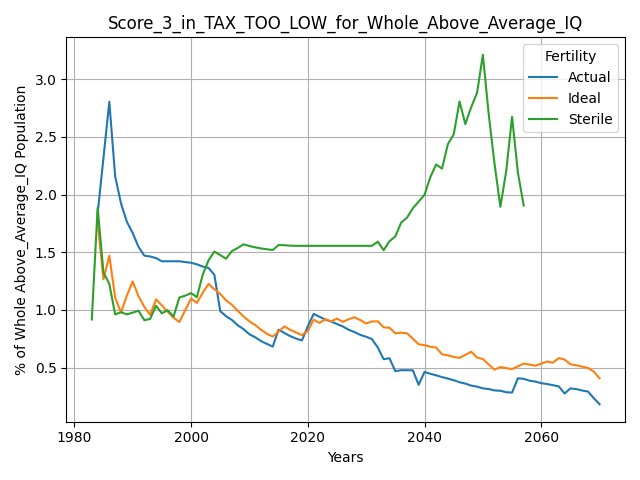 Score_3_in_TAX_TOO_LOW_for_Whole_Above_Average_IQ
% of Whole Above_Average_IQ Population
3.0
2.5
2.0
1.5
1.0
0.5
Fertility
Actual
Ideal
Sterile
1980
2000
2020
2040
2060
Years